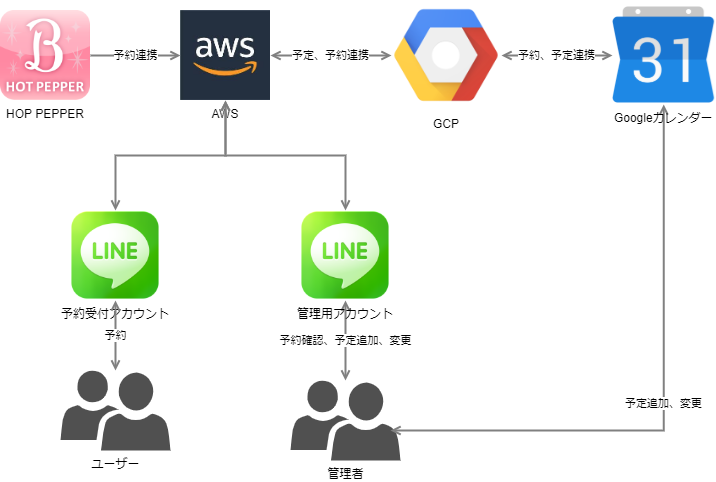 B
HOT PEPPER
予約連携
aws
予定、予約連携
予約、予定連携
31
HOP PEPPER
AWS
GCP
Googleカレンダー
LINE
LINE
予約受付アカウント
管理用アカウント
予約
予約確認、予定追加、変更
予定追加、変更
ユーザー
管理者